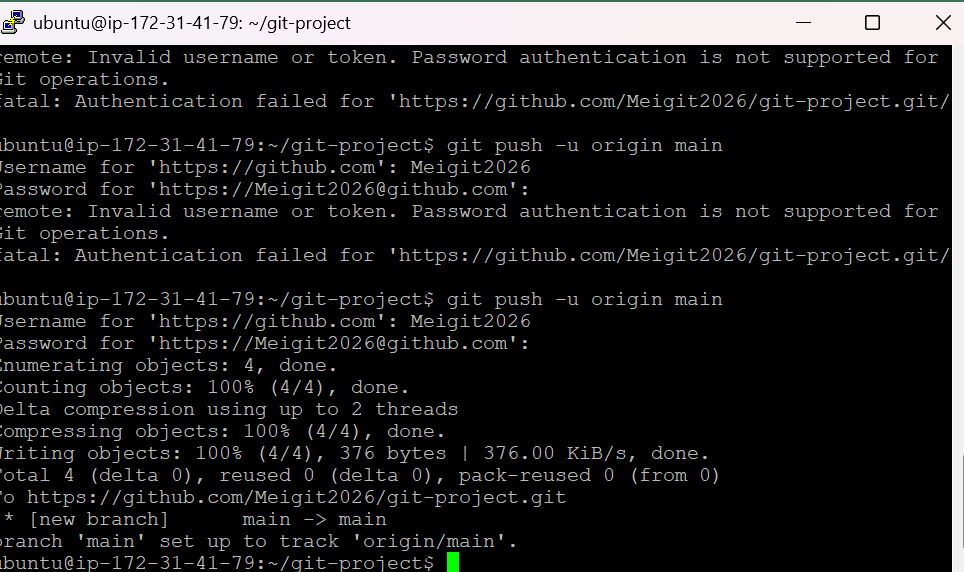 ubuntu@ip-172-31-41-79: ~/git-project
remote: Invalid username or token. Password authentication is not supported for
Git operations.
fatal: Authentication failed for 'https://github.com/Meigit2026/git-project.git/
ubuntu@ip-172-31-41-79:~/git-project$ git push -u origin main
Username for 'https://github.com': Meigit2026
Password for 'https://Meigit2026@github.com':
remote: Invalid username or token. Password authentication is not supported for
Git operations.
fatal: Authentication failed for 'https://github.com/Meigit2026/git-project.git/
ubuntu@ip-172-31-41-79:~/git-project$ git push -u origin main
Username for 'https://github.com': Meigit2026
Password for 'https://Meigit2026@github.com':
Enumerating objects: 4, done.
Counting objects: 100% (4/4), done.
Delta compression using up to 2 threads
Compressing objects: 100% (4/4), done.
Writing objects: 100% (4/4), 376 bytes | 376.00 KiB/s, done.
Total 4 (delta 0), reused 0 (delta 0), pack-reused 0 (from 0)
To https://github.com/Meigit2026/git-project.git
* [new branch]      main -> main
branch 'main' set up to track 'origin/main'.
ubuntu@ip-172-31-41-79:~/git-project$